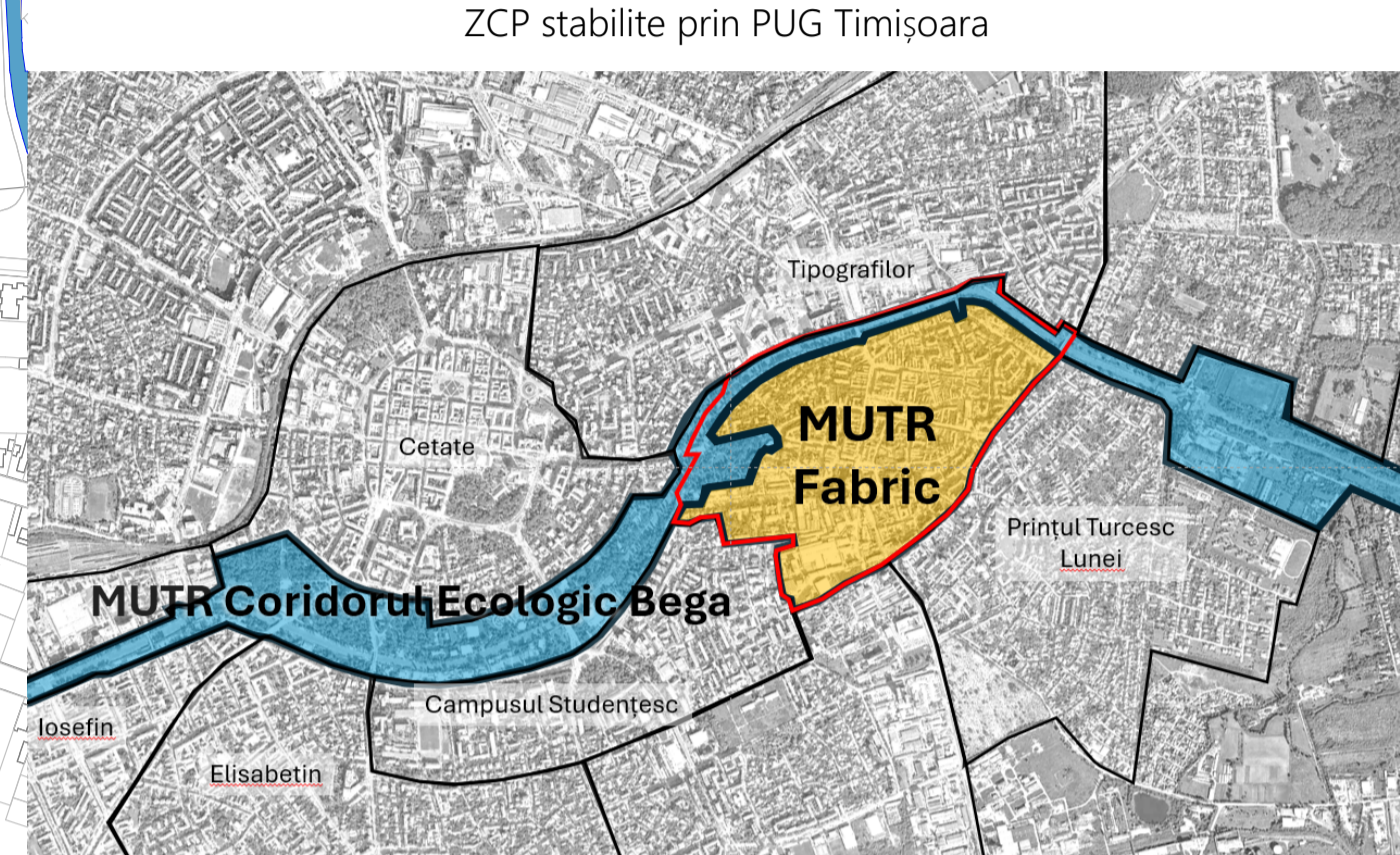 ZCP stabilite prin PUG Timișoara
Tipografilor
MUTR
Fabric
Cetate
Prințul Turcesc
Lunei
MUTR Coridorul Ecologic Bega
Campusul Studențesc
Iosefin
Elisabetin